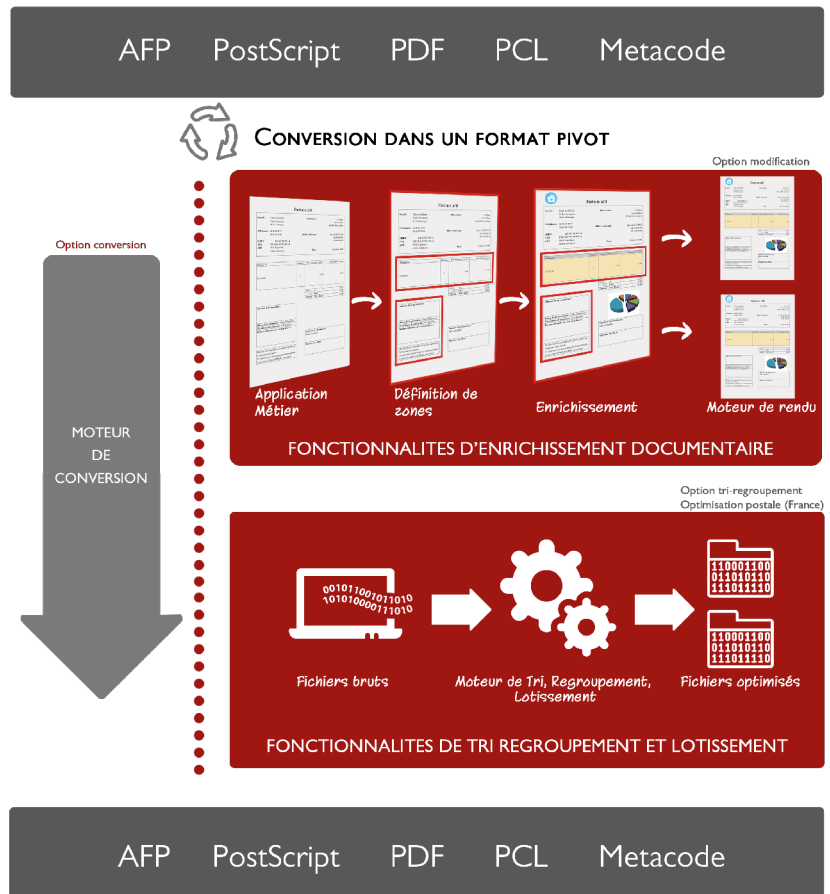 AFP PostScript PDF PCL Metacode
CONVERSION DANS UN FORMAT PIVOT
Option modification
Option conversion
MOTEUR
DE
CONVERSION
Application
Métier
Définition de
zones
Enrichissement
Moteur de rendu
FONCTIONNALITES D'ENRICHISSEMENT DOCUMENTAIRE
Option tri-regroupement
Optimisation postale (France)
001011001011010
101010000111010
110001100
011010110
111011110
110001100
011010110
111011110
Fichiers bruts
Moteur de Tri, Regroupement,
Lotissement
Fichiers optimisés
FONCTIONNALITES DE TRI REGROUPEMENT ET LOTISSEMENT
AFP PostScript PDF PCL Metacode